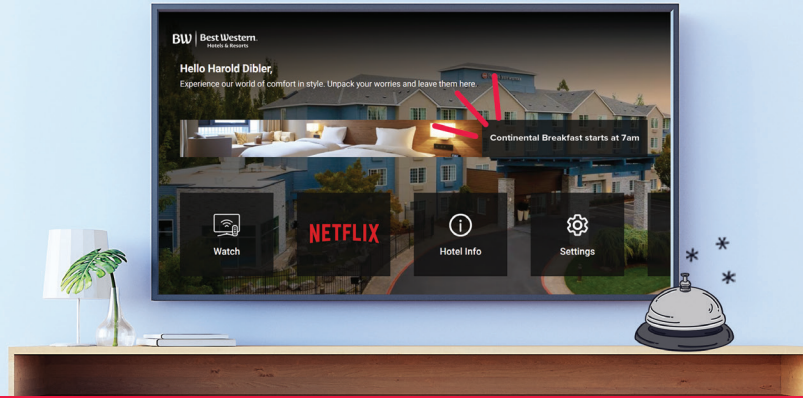 BW Best Western.
Hotels & Resorts
Hello Harold Dibler,
Experience our world of comfort in style. Unpack your worries and leave them here.
Continental Breakfast starts at 7am
Watch
NETFLIX
Hotel Info
Settings